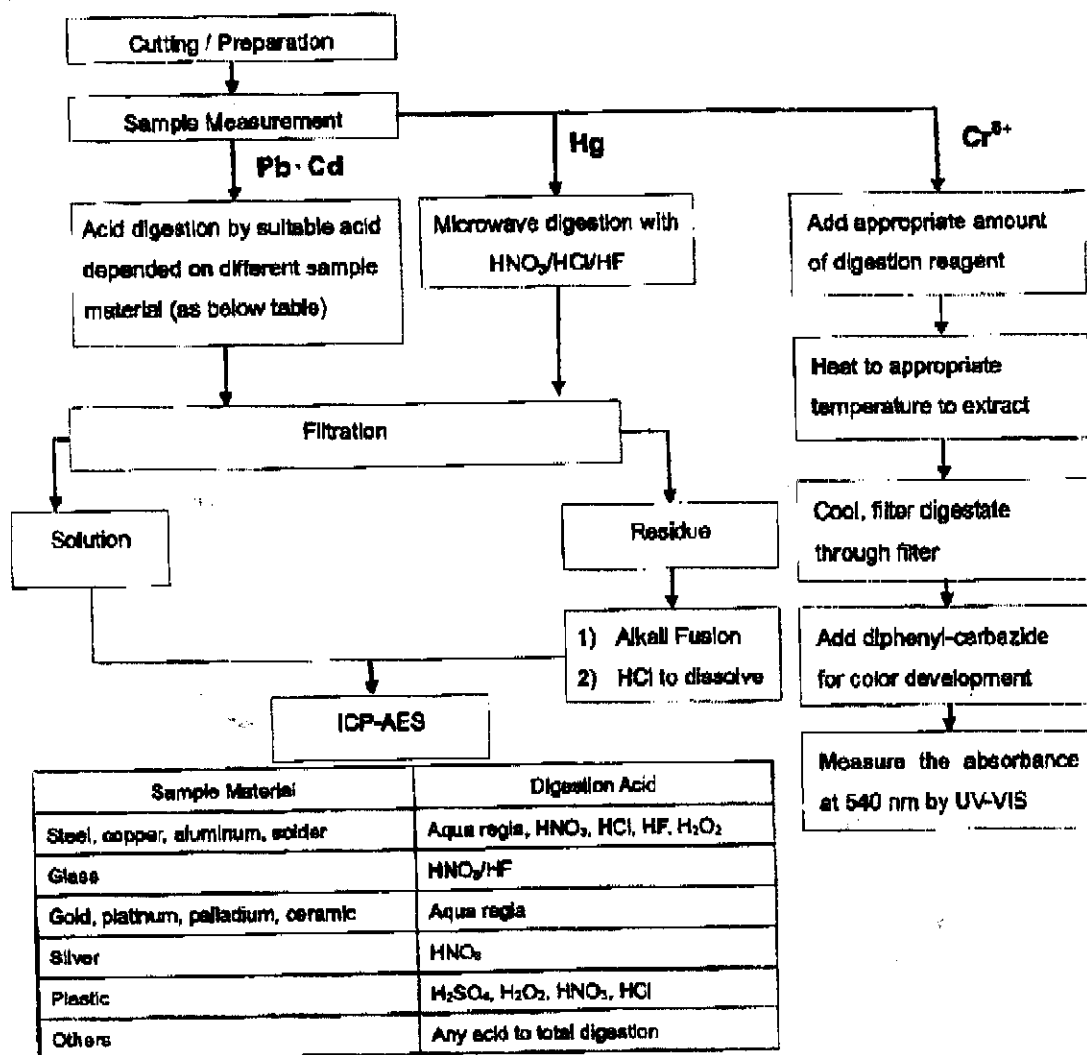 Cutting / Preparation
Sample Measurement
Pb · Cd
Hg
Cr⁶⁺
Acid digestion by suitable acid
depended on different sample
material (as below table)
Microwave digestion with
HNO₃/HCl/HF
Add appropriate amount
of digestion reagent
Heat to appropriate
temperature to extract
Filtration
Solution
Residue
Cool, filter digestate
through filter
1) Alkali Fusion
2) HCl to dissolve
Add diphenyl-carbazide
for color development
ICP-AES
Measure the absorbance
at 540 nm by UV-VIS
Sample Material Digestion Acid
Steel, copper, aluminum, solder Aqua regia, HNO₃, HCl, HF, H₂O₂
Glass HNO₃/HF
Gold, platinum, palladium, ceramic Aqua regia
Silver HNO₃
Plastic H₂SO₄, H₂O₂, HNO₃, HCl
Others Any acid to total digestion